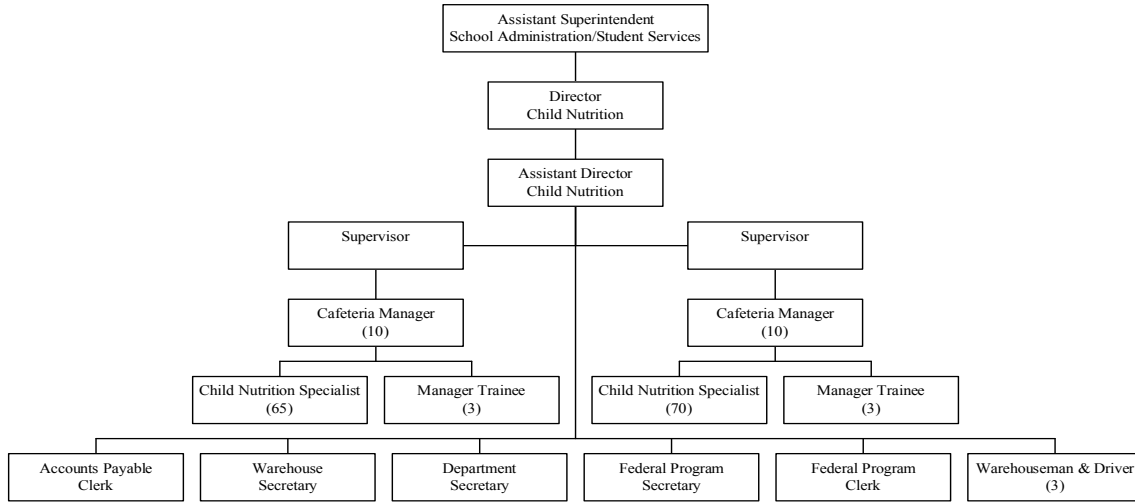 Assistant Superintendent
School Administration/Student Services
Director
Child Nutrition
Assistant Director
Child Nutrition
Supervisor
Supervisor
Cafeteria Manager
(10)
Cafeteria Manager
(10)
Child Nutrition Specialist
(65)
Manager Trainee
(3)
Child Nutrition Specialist
(70)
Manager Trainee
(3)
Accounts Payable
Clerk
Warehouse
Secretary
Department
Secretary
Federal Program
Secretary
Federal Program
Clerk
Warehouseman & Driver
(3)